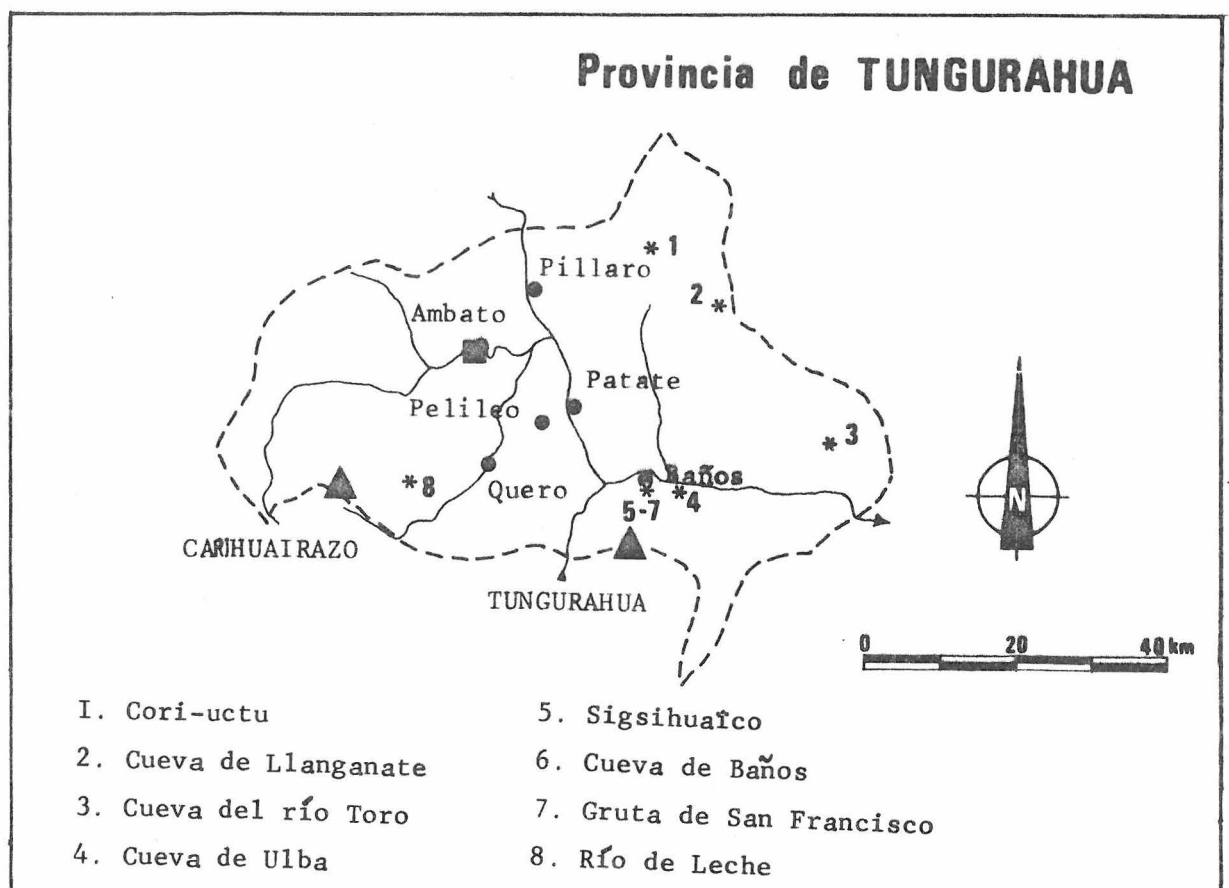 Provincia de TUNGURAHUA
* 1
Pillaro
2 *
Ambato
Patate
Pelileo
* 3
Baños
* 8
Quero
5-7
* 4
N
CARIHUAIRAZO
TUNGURAHUA
0 20 40 km
I. Cori-uctu
2. Cueva de Llanganate
3. Cueva del río Toro
4. Cueva de Ulba
5. Sigsihuaîco
6. Cueva de Baños
7. Gruta de San Francisco
8. Río de Leche